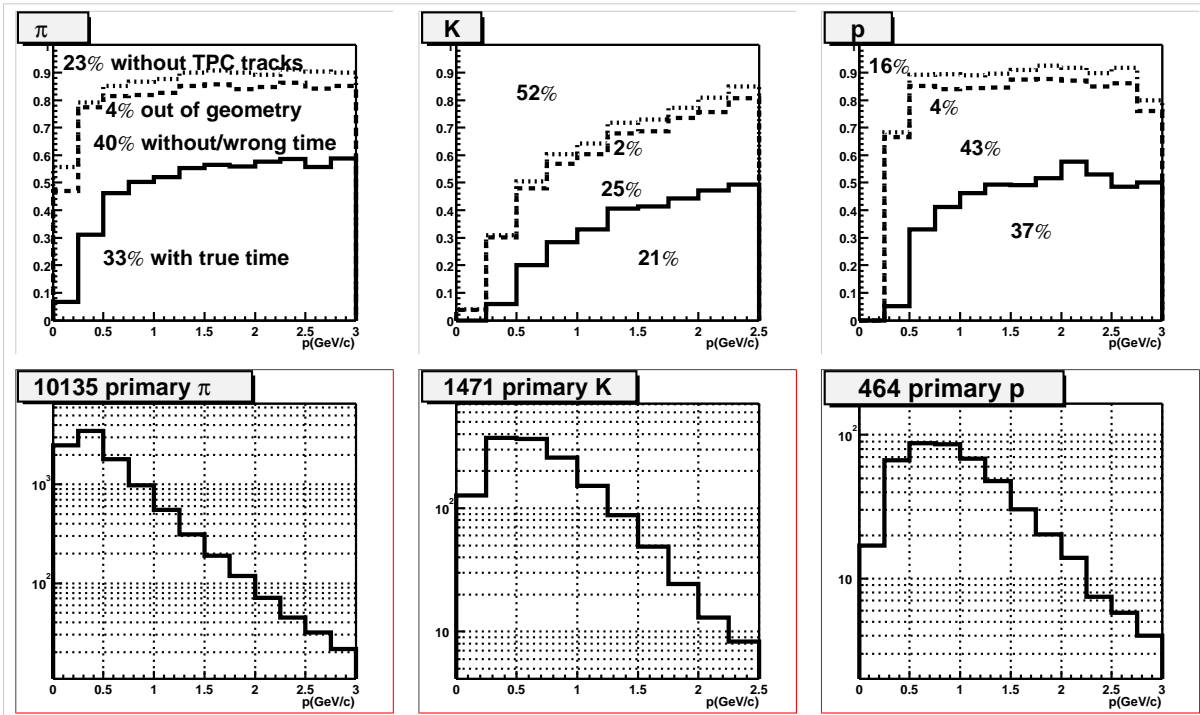 π
23% without TPC tracks
4% out of geometry
40% without/wrong time
33% with true time
1
0.9
0.8
0.7
0.6
0.5
0.4
0.3
0.2
0.1
0
0 0.5 1 1.5 2 2.5 3
p(GeV/c)
K
52%
2%
25%
21%
1
0.9
0.8
0.7
0.6
0.5
0.4
0.3
0.2
0.1
0
0 0.5 1 1.5 2 2.5
p(GeV/c)
p
16%
4%
43%
37%
1
0.9
0.8
0.7
0.6
0.5
0.4
0.3
0.2
0.1
0
0 0.5 1 1.5 2 2.5 3
p(GeV/c)
10135 primary π
10³
10²
0 0.5 1 1.5 2 2.5 3
p(GeV/c)
1471 primary K
10²
10
0 0.5 1 1.5 2 2.5
p(GeV/c)
464 primary p
10²
10
0 0.5 1 1.5 2 2.5 3
p(GeV/c)